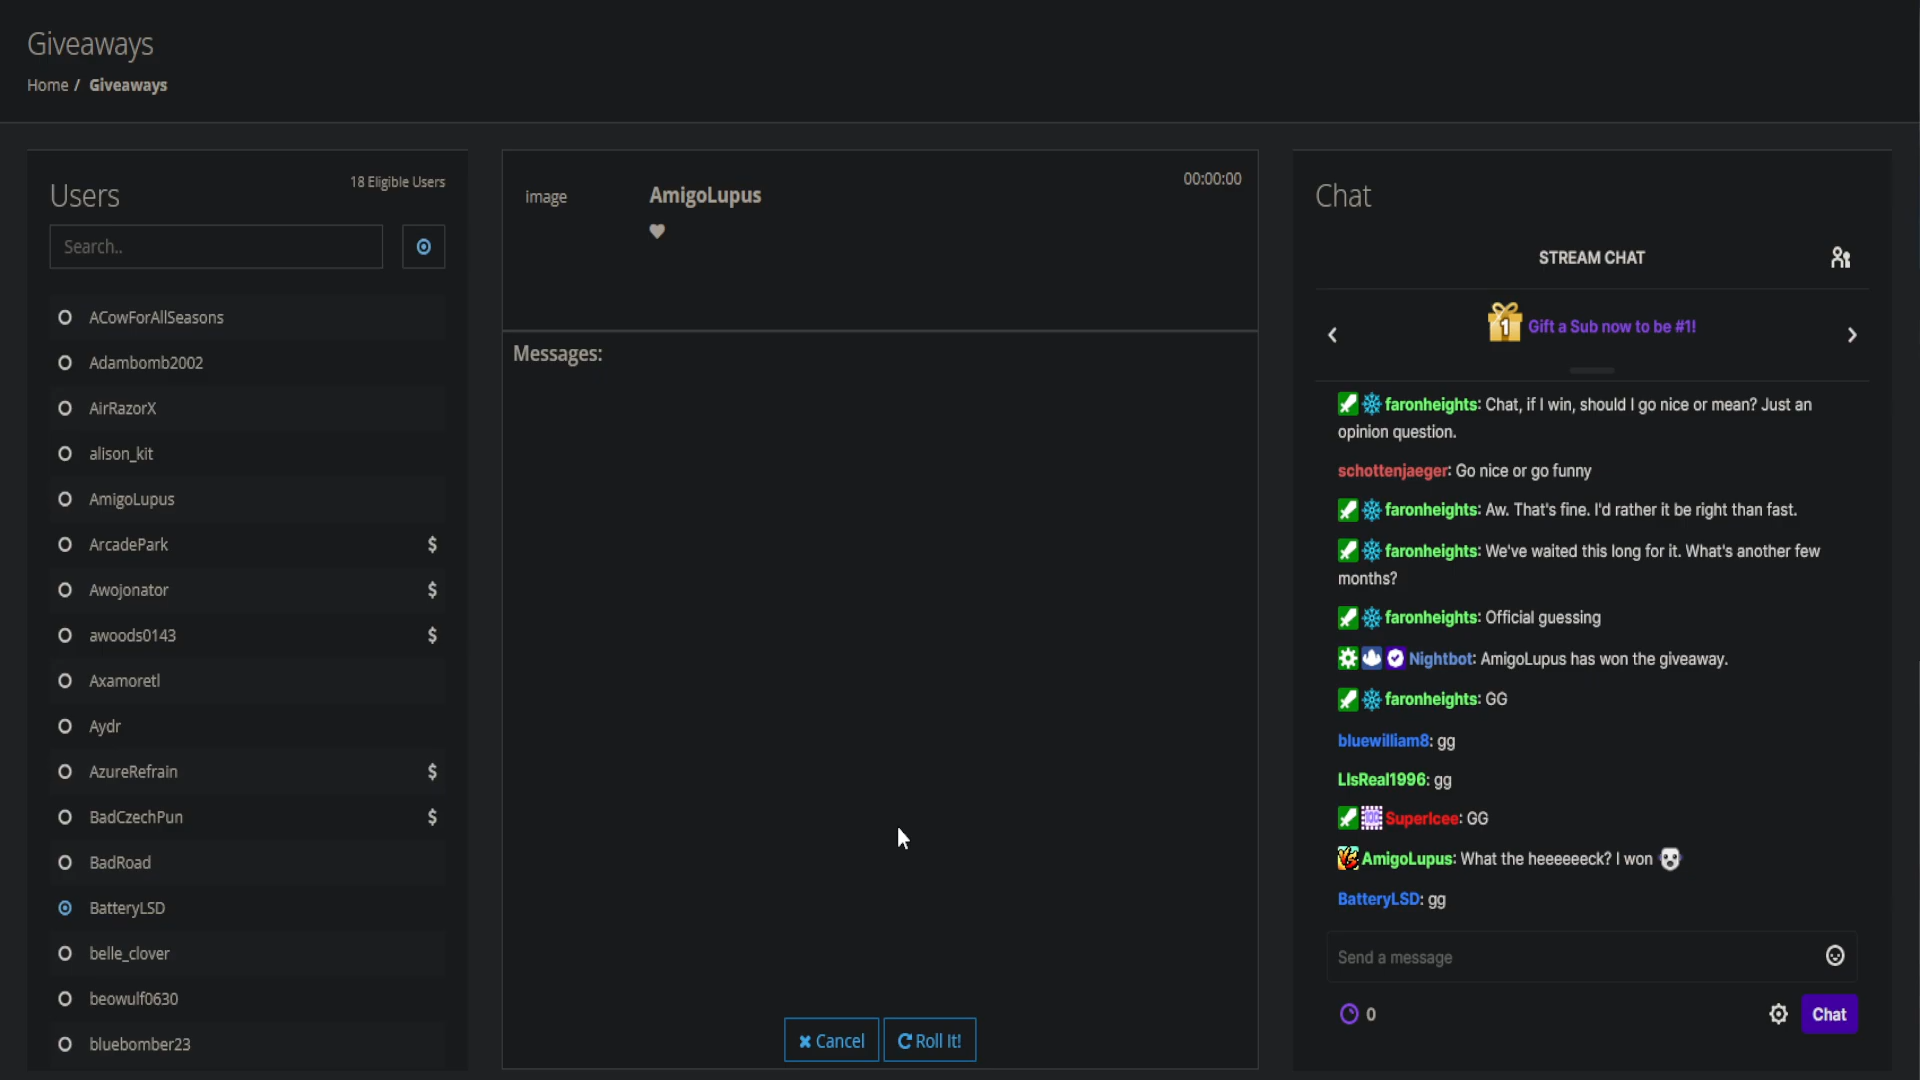 Giveaways
Home / Giveaways
Users
18 Eligible Users
Search..
ACowForAllSeasons
Adambomb2002
AirRazorX
alison_kit
AmigoLupus
ArcadePark $
Awojonator $
awoods0143 $
Axamoretl
Aydr
AzureRefrain $
BadCzechPun $
BadRoad
BatteryLSD
belle_clover
beowulf0630
bluebomber23
image
AmigoLupus
00:00:00
Messages:
Cancel
Roll It!
Chat
STREAM CHAT
1 Gift a Sub now to be #1!
faronheights: Chat, if I win, should I go nice or mean? Just an
opinion question.
schottenjaeger: Go nice or go funny
faronheights: Aw. That's fine. I'd rather it be right than fast.
faronheights: We've waited this long for it. What's another few
months?
faronheights: Official guessing
Nightbot: AmigoLupus has won the giveaway.
faronheights: GG
bluewilliam8: gg
LIsReal1996: gg
SuperIcee: GG
AmigoLupus: What the heeeeeeck? I won
BatteryLSD: gg
Send a message
0
Chat